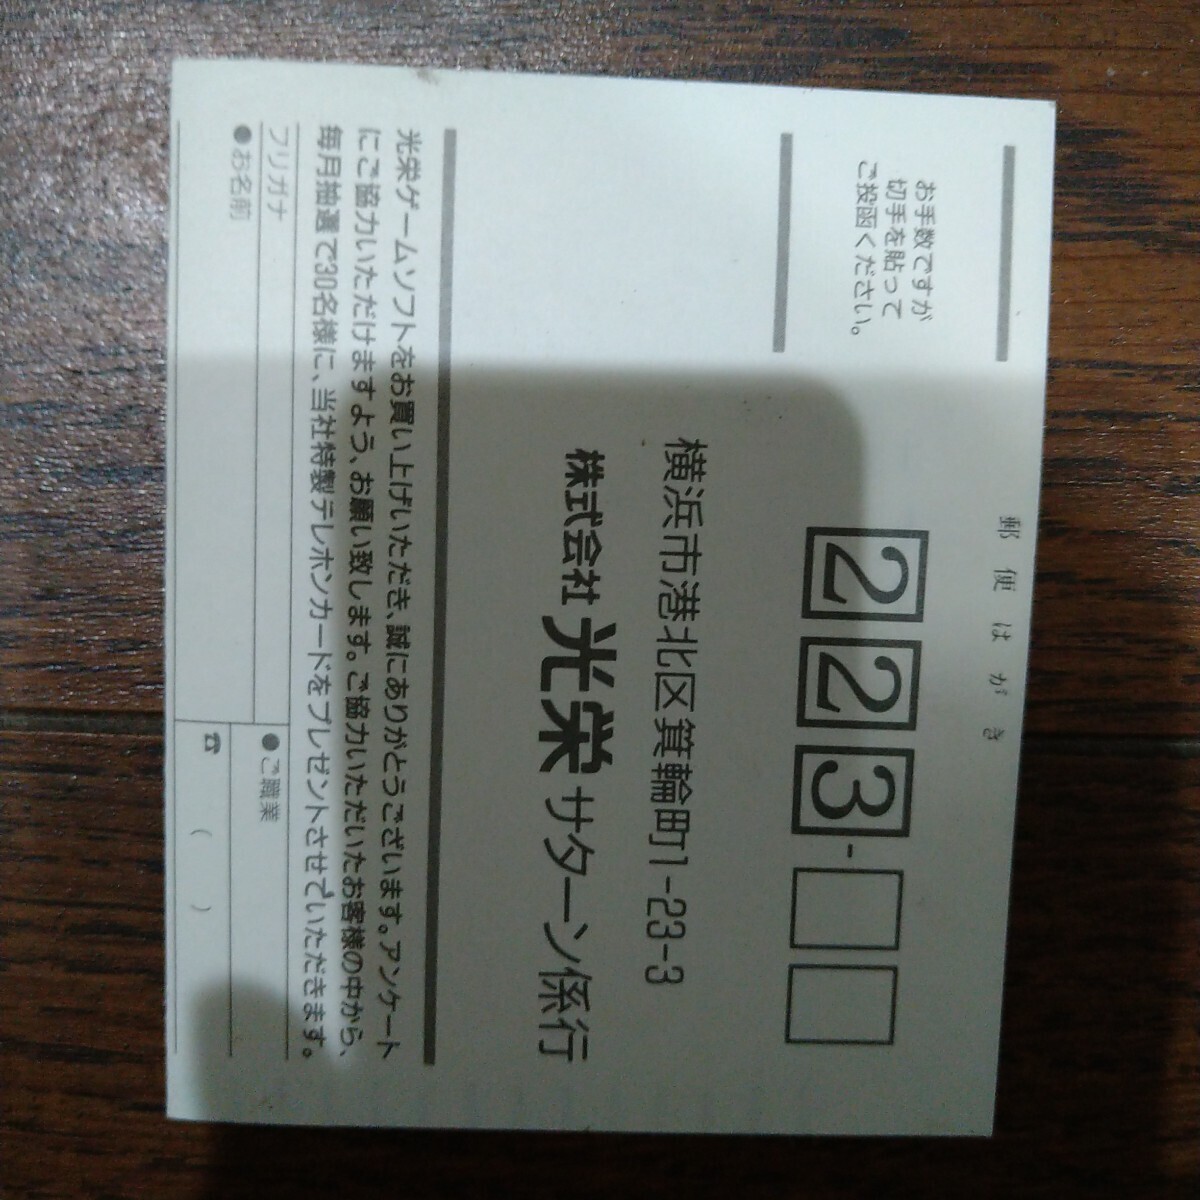 郵便はがき
223-
お手数ですが
切手を貼って
ご投函ください。
横浜市港北区箕輪町1-23-3
株式会社光栄サターン係行
光栄ゲームソフトをお買い上げいただき、誠にありがとうございます。アンケート
にご協力いただけますよう、お願い致します。ご協力いただいたお客様の中から、
毎月抽選で30名様に、当社特製テレホンカードをプレゼントさせていただきます。
フリガナ
●お名前
●ご職業
☎ ( )